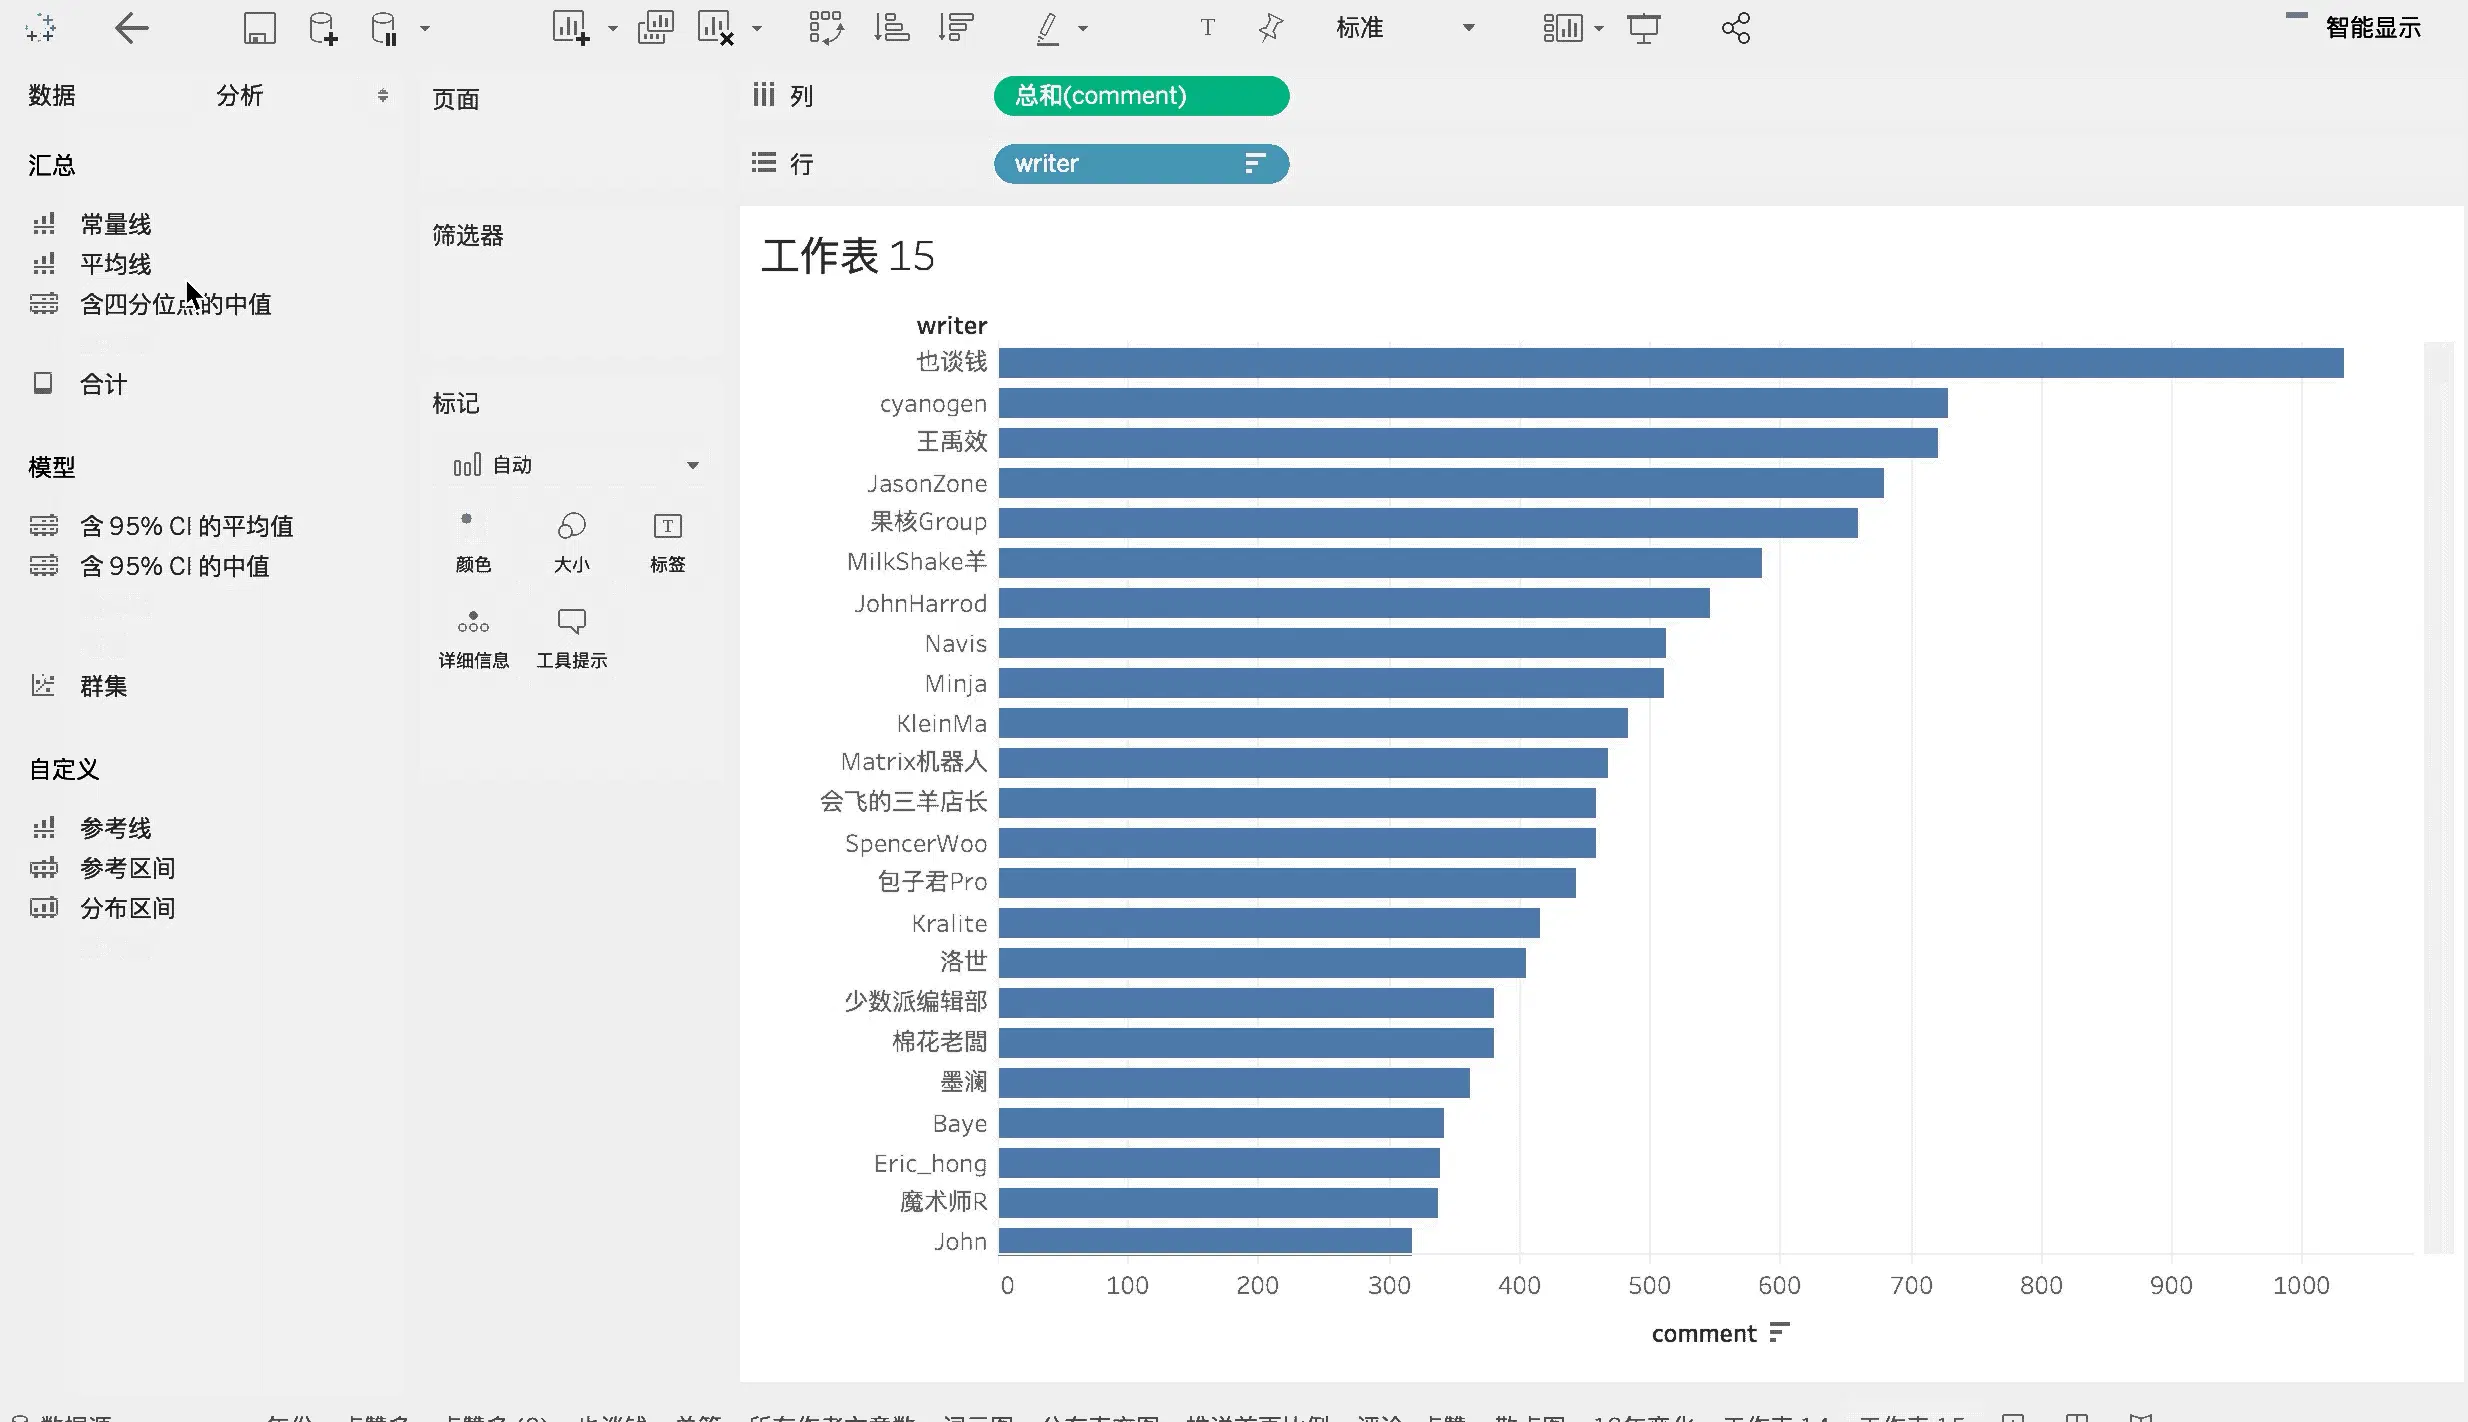 标准
智能显示
数据 分析
页面
列 总和(comment)
行 writer
汇总
常量线
平均线
含四分位点的中值
合计
模型
含 95% CI 的平均值
含 95% CI 的中值
群集
自定义
参考线
参考区间
分布区间
筛选器
标记
自动
颜色 大小 标签
详细信息 工具提示
工作表 15
writer
也谈钱
cyanogen
王禹效
JasonZone
果核Group
MilkShake羊
JohnHarrod
Navis
Minja
KleinMa
Matrix机器人
会飞的三羊店长
SpencerWoo
包子君Pro
Kralite
洛世
少数派编辑部
棉花老闆
墨澜
Baye
Eric_hong
魔术师R
John
0 100 200 300 400 500 600 700 800 900 1000
comment